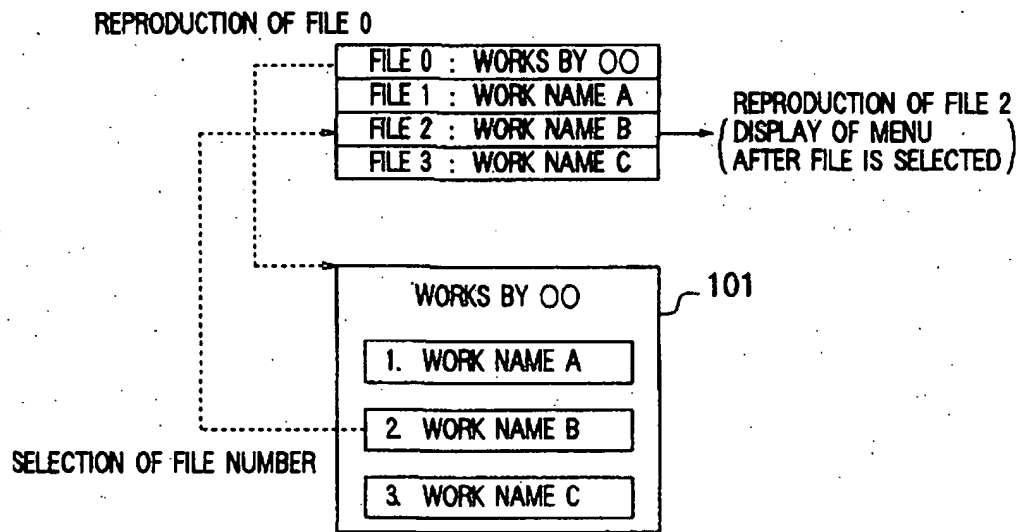 REPRODUCTION OF FILE 0
FILE 0 : WORKS BY OO
FILE 1 : WORK NAME A
FILE 2 : WORK NAME B
FILE 3 : WORK NAME C
REPRODUCTION OF FILE 2
(DISPLAY OF MENU
AFTER FILE IS SELECTED)
WORKS BY OO
101
1. WORK NAME A
2. WORK NAME B
3. WORK NAME C
SELECTION OF FILE NUMBER